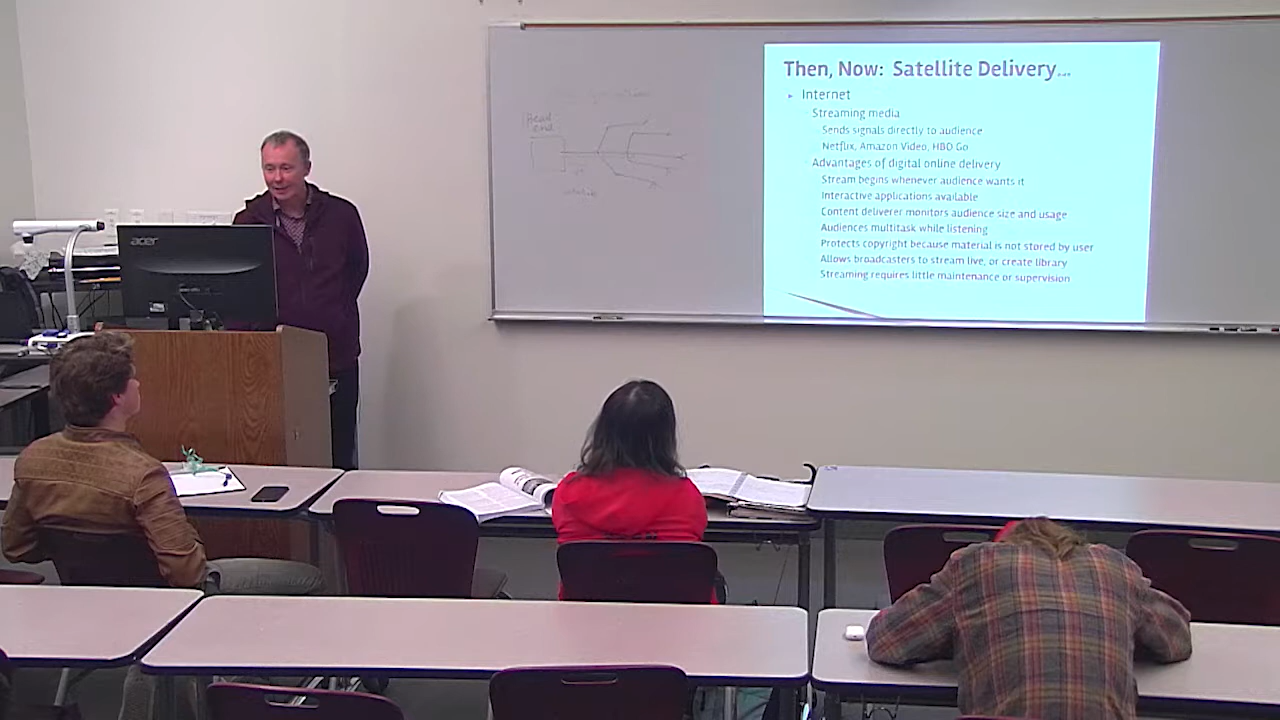 Then, Now: Satellite Delivery
► Internet
Streaming media
Sends signals directly to audience
Netflix, Amazon Video, HBO Go
Advantages of digital online delivery
Stream begins whenever audience wants it
Interactive applications available
Content deliverer monitors audience size and usage
Audiences multitask while listening
Protects copyright because material is not stored by user
Allows broadcasters to stream live, or create library
Streaming requires little maintenance or supervision
Head
end
acer